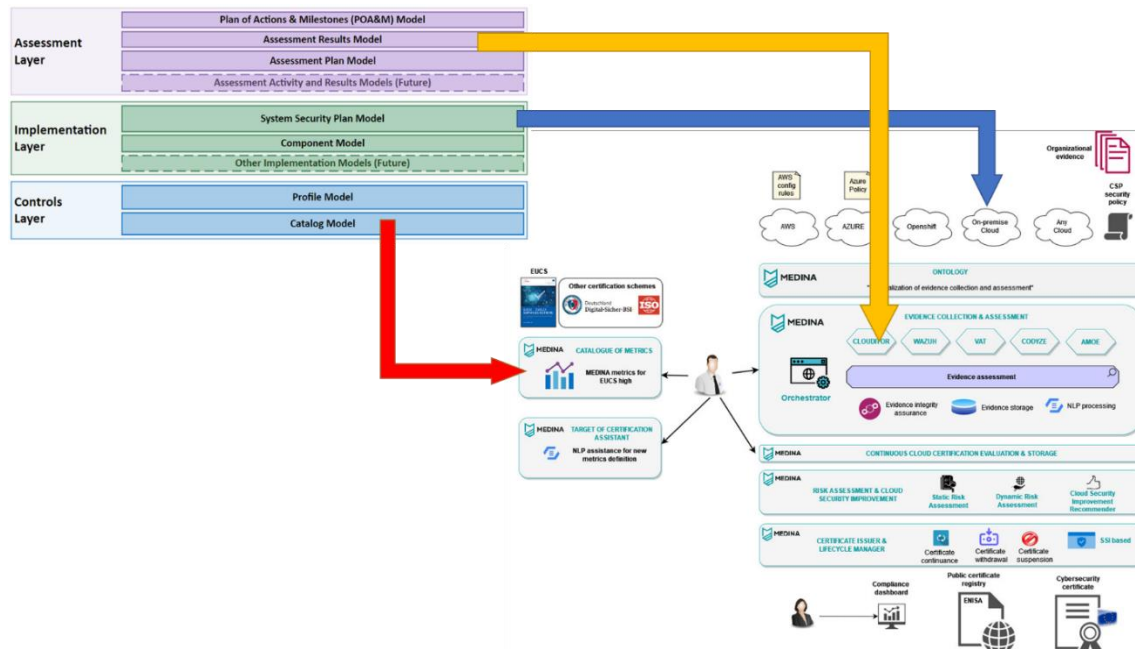 Plan of Actions & Milestones (POA&M) Model
Assessment
Layer
Assessment Results Model
Assessment Plan Model
Assessment Activity and Results Models (Future)
Implementation
Layer
System Security Plan Model
Component Model
Other Implementation Models (Future)
Controls
Layer
Profile Model
Catalog Model
Organizational
evidence
AWS
config
rules
Azure
Policy
CSP
security
policy
AWS
AZURE
Openshift
On-premise
Cloud
Any
Cloud
MEDINA
ONTOLOGY
alization of evidence collection and assessment"
EUCS
Other certification schemes
Deutschland
Digital-Sicher-BSI
ISO
MEDINA
CATALOGUE OF METRICS
MEDINA metrics for
EUCS high
MEDINA
TARGET OF CERTIFICATION
ASSISTANT
NLP assistance for new
metrics definition
MEDINA
EVIDENCE COLLECTION & ASSESSMENT
WAZUH
VAT
CODYZE
AMOE
Orchestrator
Evidence assessment
Evidence integrity
assurance
Evidence storage
NLP processing
MEDINA
CONTINUOUS CLOUD CERTIFICATION EVALUATION & STORAGE
MEDINA
RISK ASSESSMENT & CLOUD
SECURITY IMPROVEMENT
Static Risk
Assessment
Dynamic Risk
Assessment
Cloud Security
Improvement
Recommender
MEDINA
CERTIFICATE ISSUER &
LIFECYCLE MANAGER
Certificate
continuance
Certificate
withdrawal
Certificate
suspension
SSI based
Compliance
dashboard
Public certificate
registry
ENISA
Cybersecurity
certificate